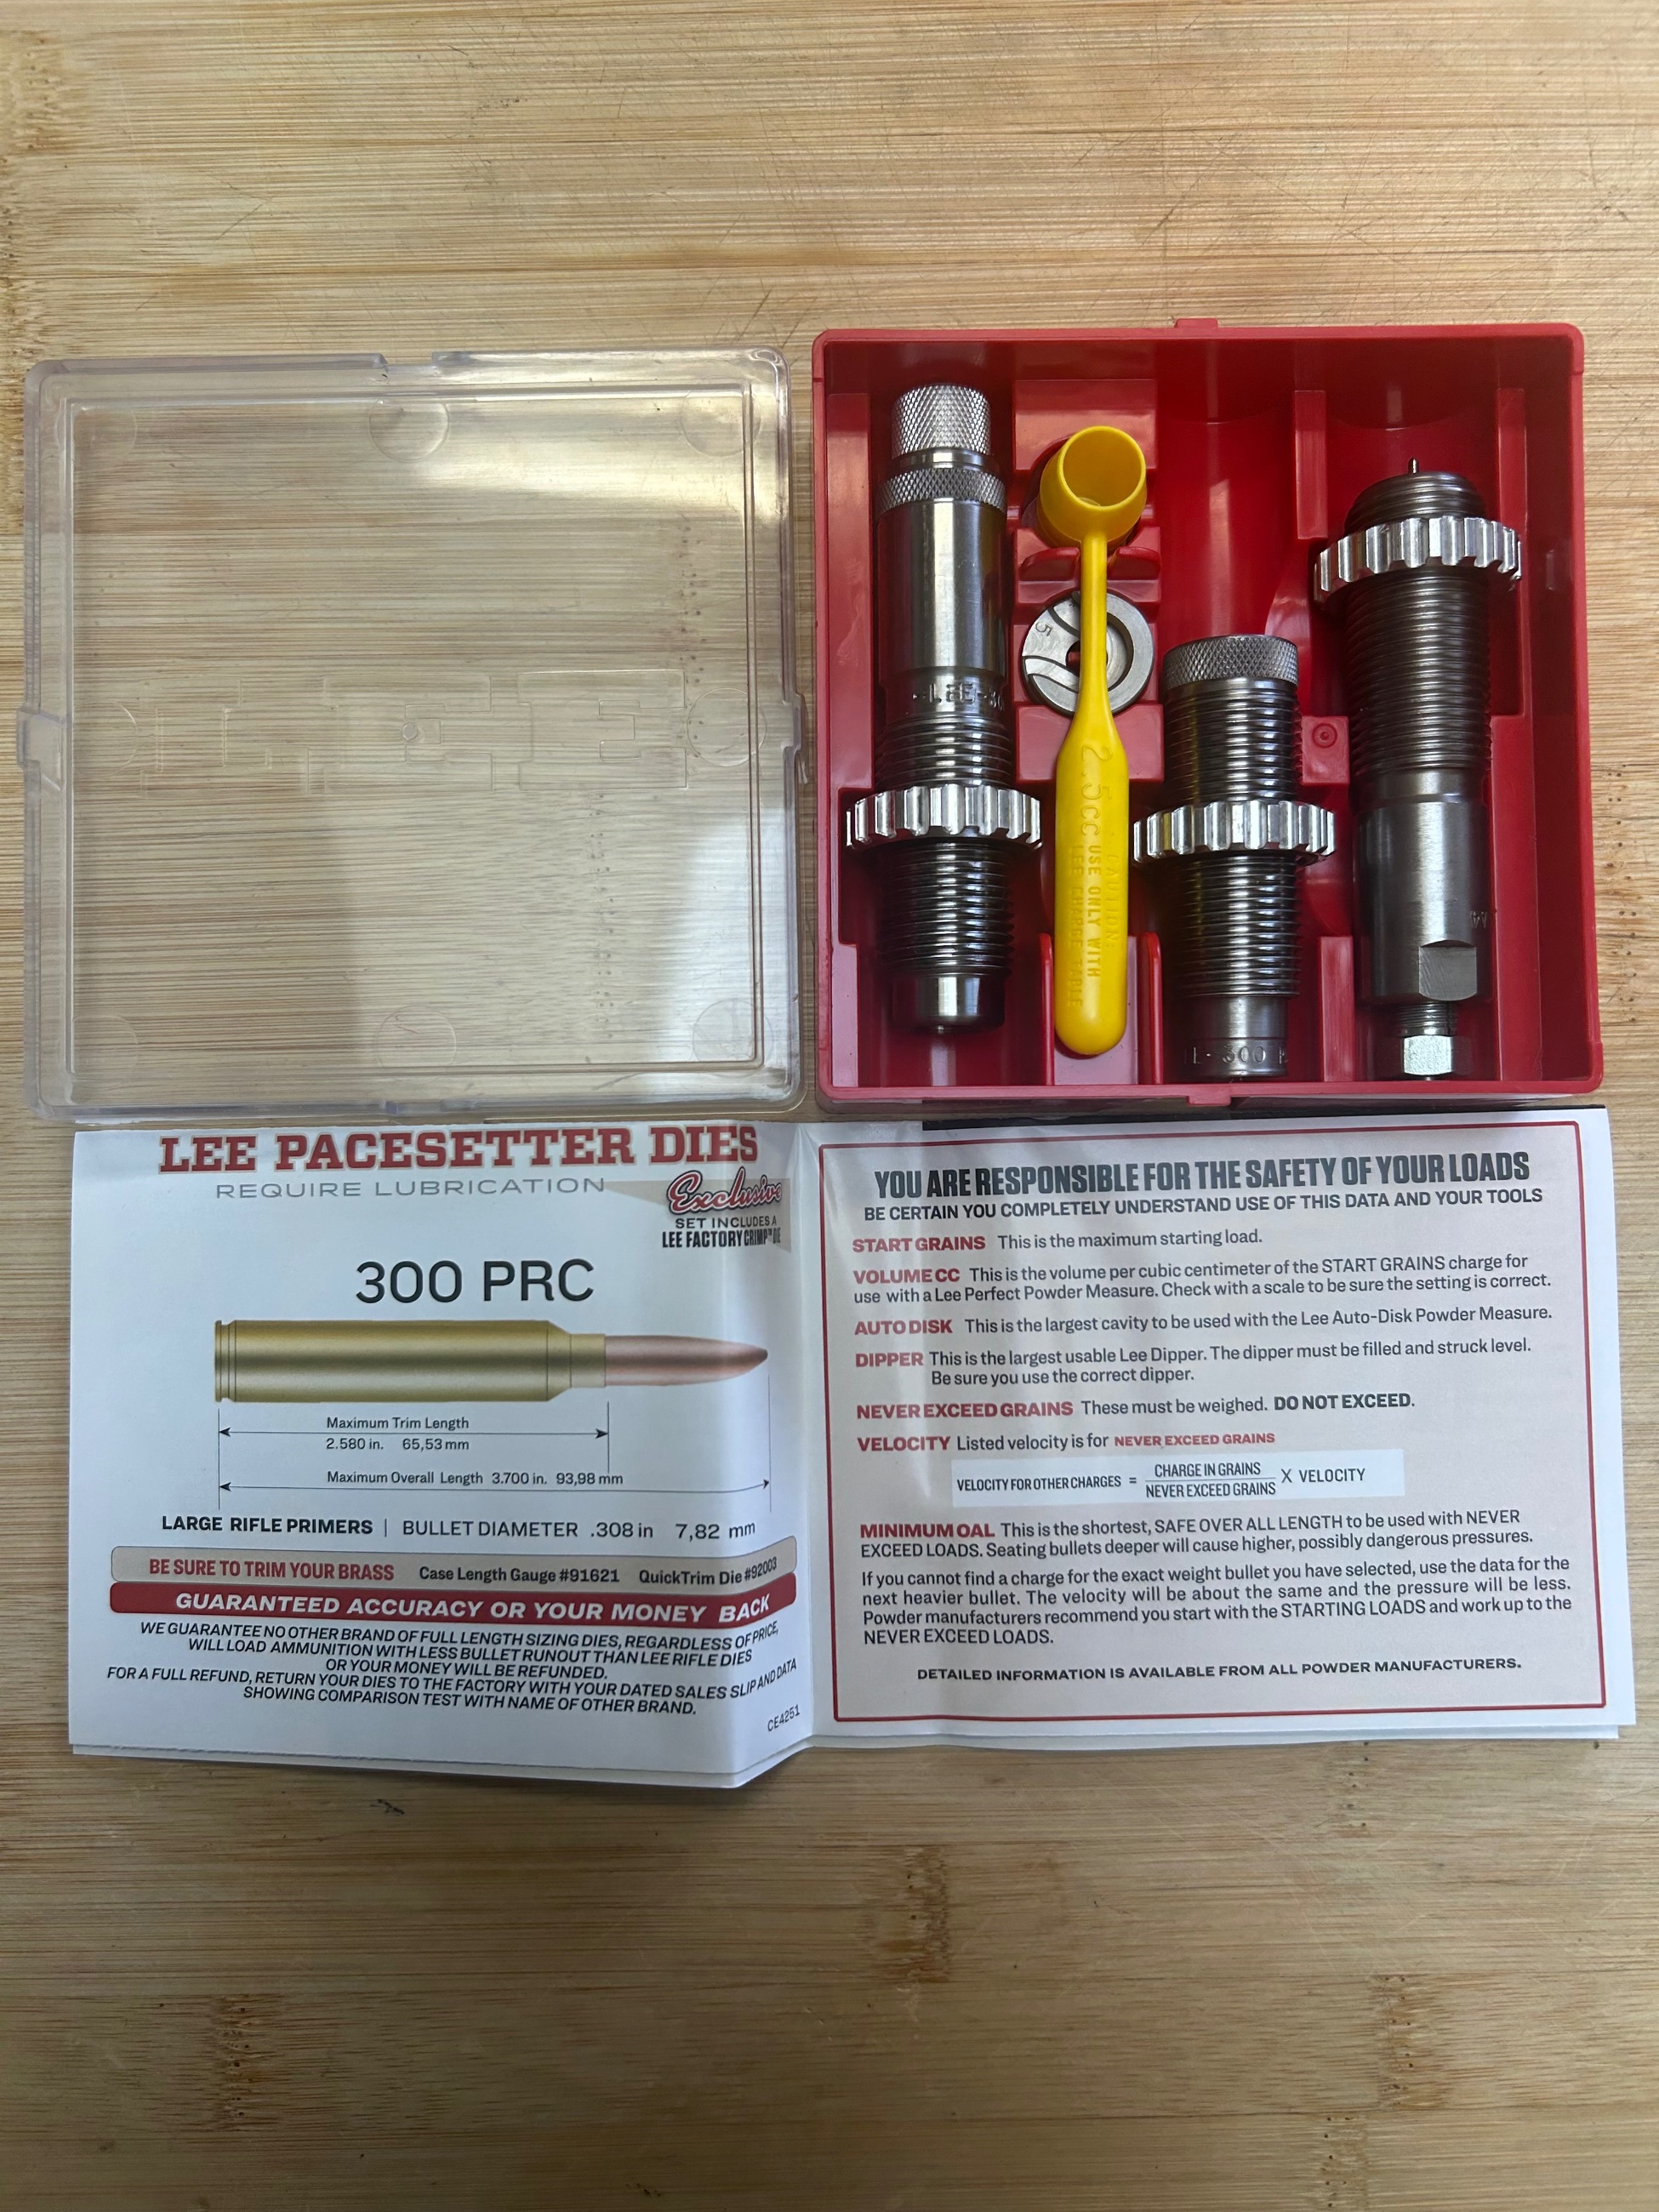 LEE
LEE-30
5
2.5CC
CAUTION:
USE ONLY WITH
LEE CHARGE TABLE
E-300
LEE PACESETTER DIES
REQUIRE LUBRICATION
Exclusive
SET INCLUDES A
LEE FACTORY CRIMP™ DIE
300 PRC
Maximum Trim Length
2.580 in. 65,53 mm
Maximum Overall Length 3.700 in. 93,98 mm
LARGE RIFLE PRIMERS | BULLET DIAMETER .308 in 7,82 mm
BE SURE TO TRIM YOUR BRASS Case Length Gauge #91621 QuickTrim Die #92003
GUARANTEED ACCURACY OR YOUR MONEY BACK
WE GUARANTEE NO OTHER BRAND OF FULL LENGTH SIZING DIES, REGARDLESS OF PRICE,
WILL LOAD AMMUNITION WITH LESS BULLET RUNOUT THAN LEE RIFLE DIES
OR YOUR MONEY WILL BE REFUNDED.
FOR A FULL REFUND, RETURN YOUR DIES TO THE FACTORY WITH YOUR DATED SALES SLIP AND DATA
SHOWING COMPARISON TEST WITH NAME OF OTHER BRAND.
CE4251
YOU ARE RESPONSIBLE FOR THE SAFETY OF YOUR LOADS
BE CERTAIN YOU COMPLETELY UNDERSTAND USE OF THIS DATA AND YOUR TOOLS
START GRAINS This is the maximum starting load.
VOLUME CC This is the volume per cubic centimeter of the START GRAINS charge for
use with a Lee Perfect Powder Measure. Check with a scale to be sure the setting is correct.
AUTO DISK This is the largest cavity to be used with the Lee Auto-Disk Powder Measure.
DIPPER This is the largest usable Lee Dipper. The dipper must be filled and struck level.
Be sure you use the correct dipper.
NEVER EXCEED GRAINS These must be weighed. DO NOT EXCEED.
VELOCITY Listed velocity is for NEVER EXCEED GRAINS
VELOCITY FOR OTHER CHARGES = CHARGE IN GRAINS / NEVER EXCEED GRAINS X VELOCITY
MINIMUM OAL This is the shortest, SAFE OVER ALL LENGTH to be used with NEVER
EXCEED LOADS. Seating bullets deeper will cause higher, possibly dangerous pressures.
If you cannot find a charge for the exact weight bullet you have selected, use the data for the
next heavier bullet. The velocity will be about the same and the pressure will be less.
Powder manufacturers recommend you start with the STARTING LOADS and work up to the
NEVER EXCEED LOADS.
DETAILED INFORMATION IS AVAILABLE FROM ALL POWDER MANUFACTURERS.